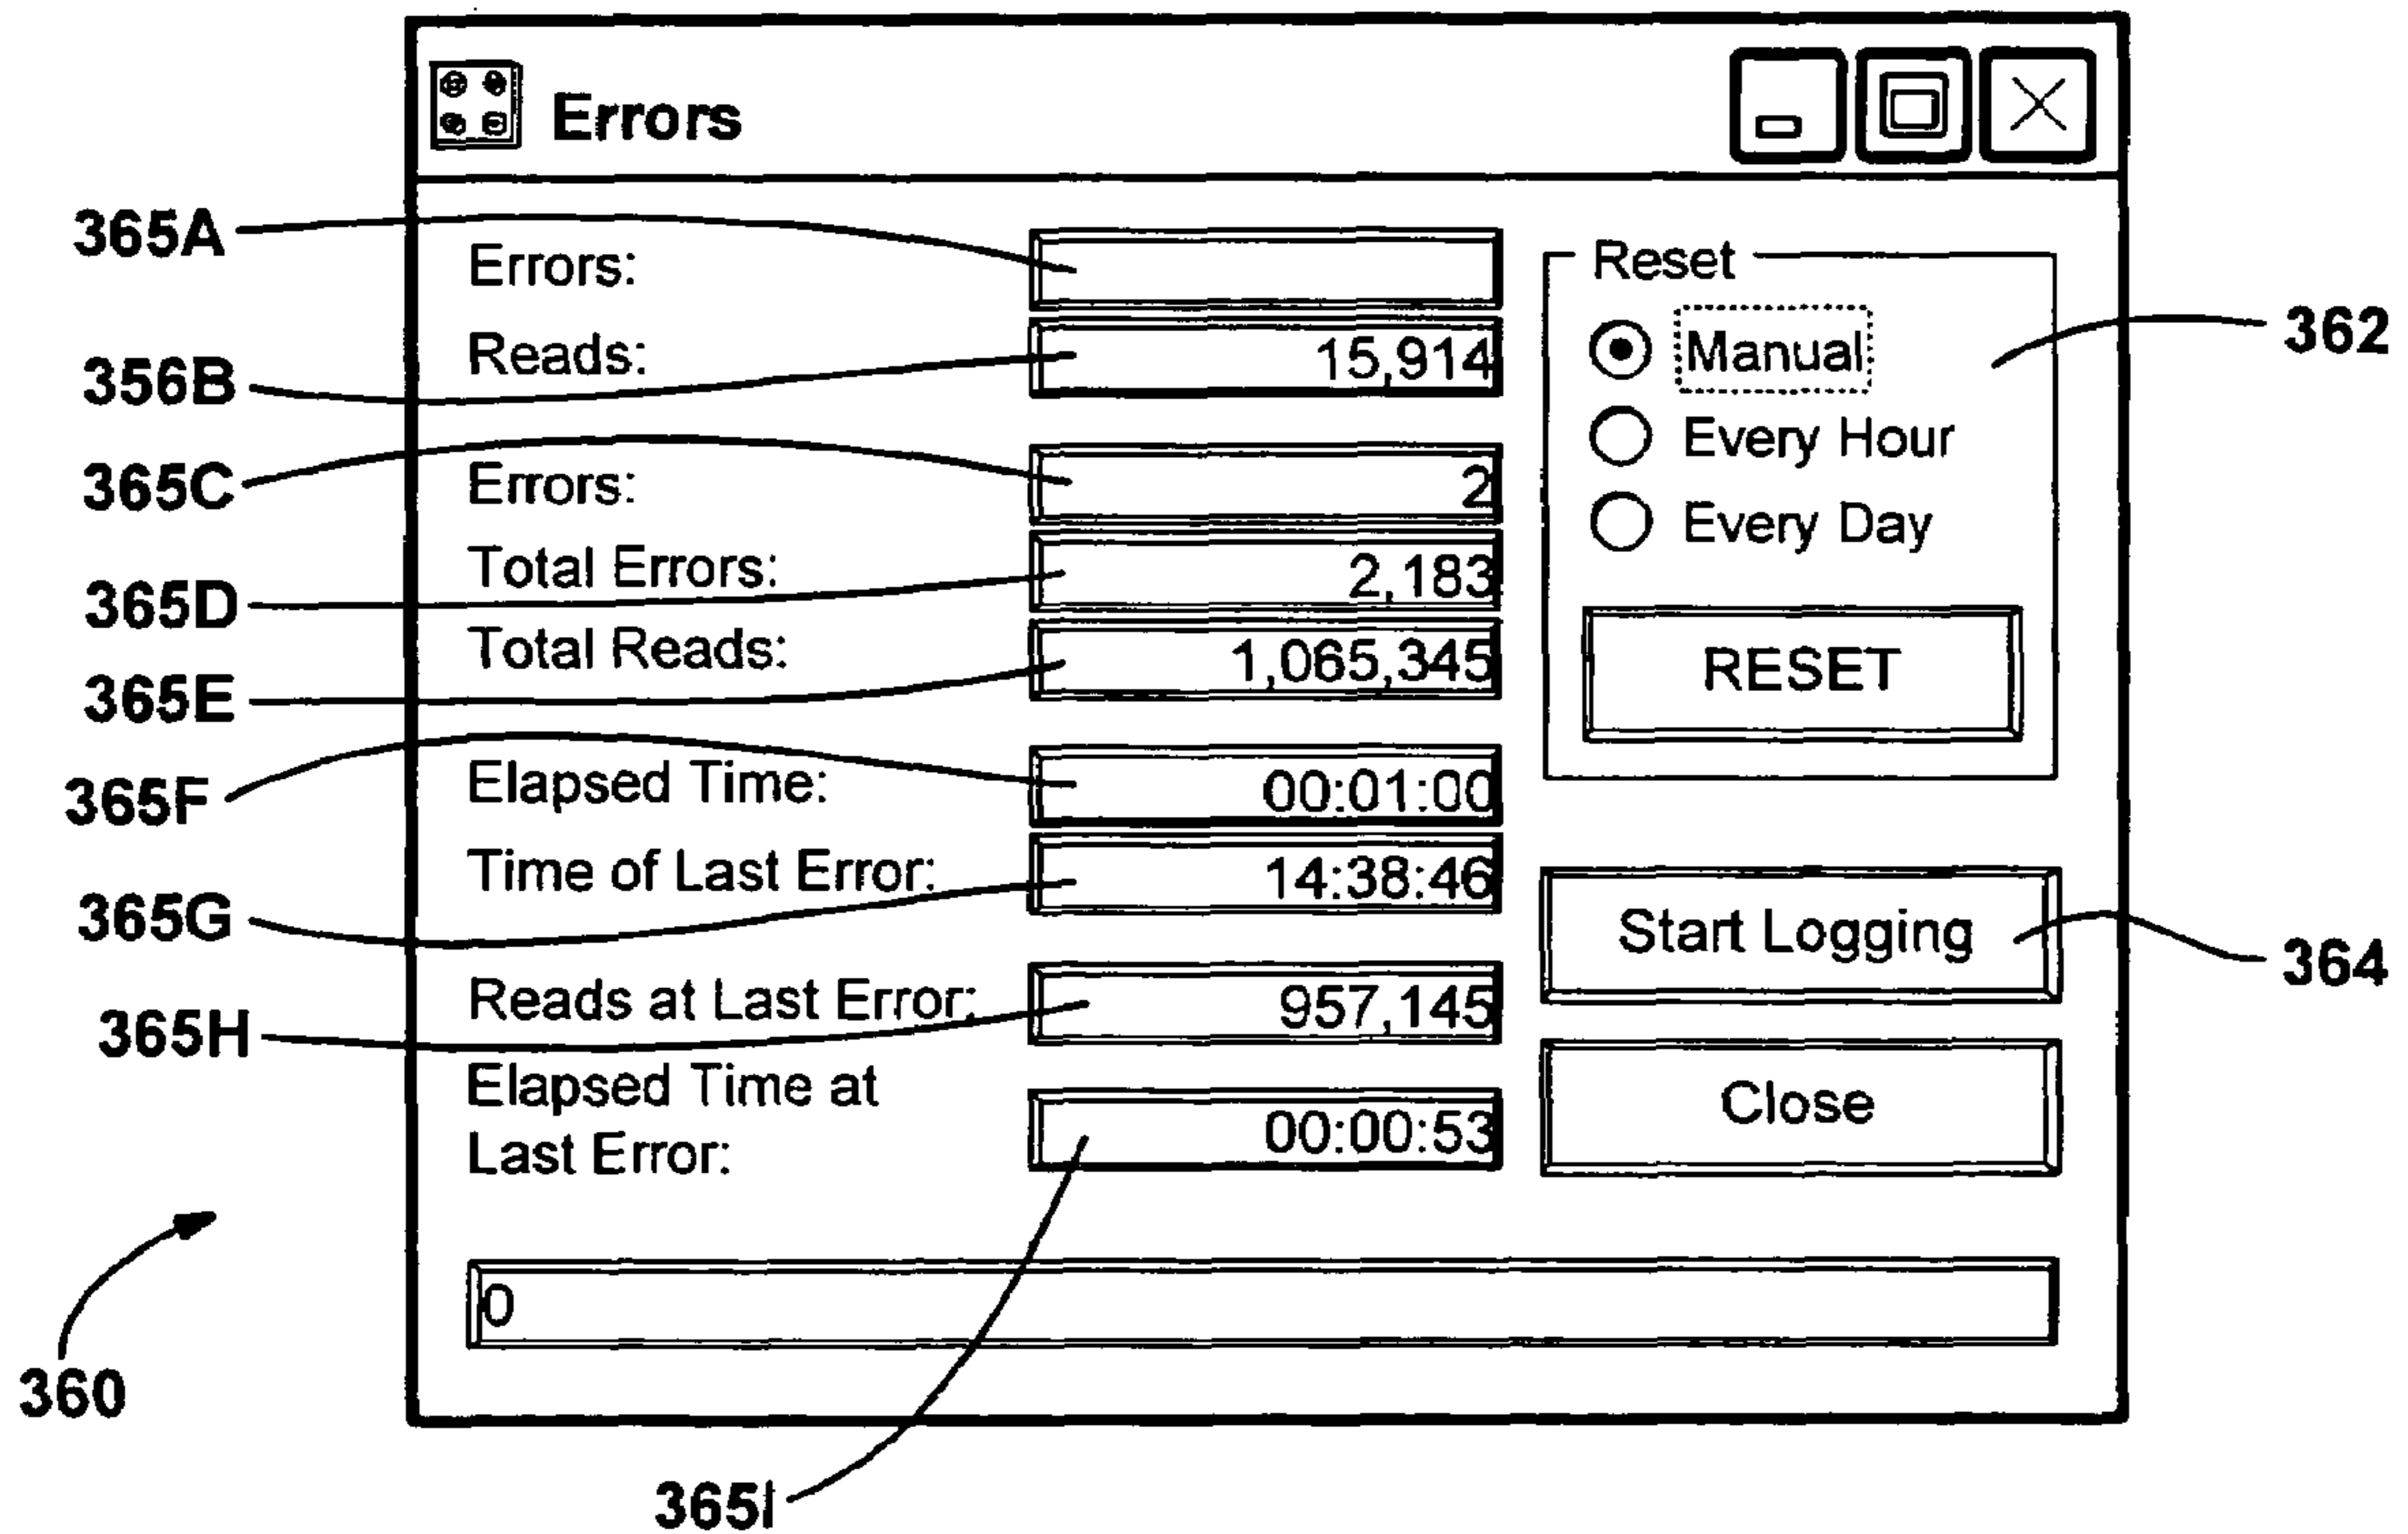 Errors
365A
Errors:
Reset
356B
Reads:
15,914
Manual
362
365C
Errors:
2
Every Hour
365D
Total Errors:
2,183
Every Day
365E
Total Reads:
1,065,345
RESET
365F
Elapsed Time:
00:01:00
365G
Time of Last Error:
14:38:46
Start Logging
364
365H
Reads at Last Error:
957,145
Close
Elapsed Time at
Last Error:
00:00:53
0
360
365I